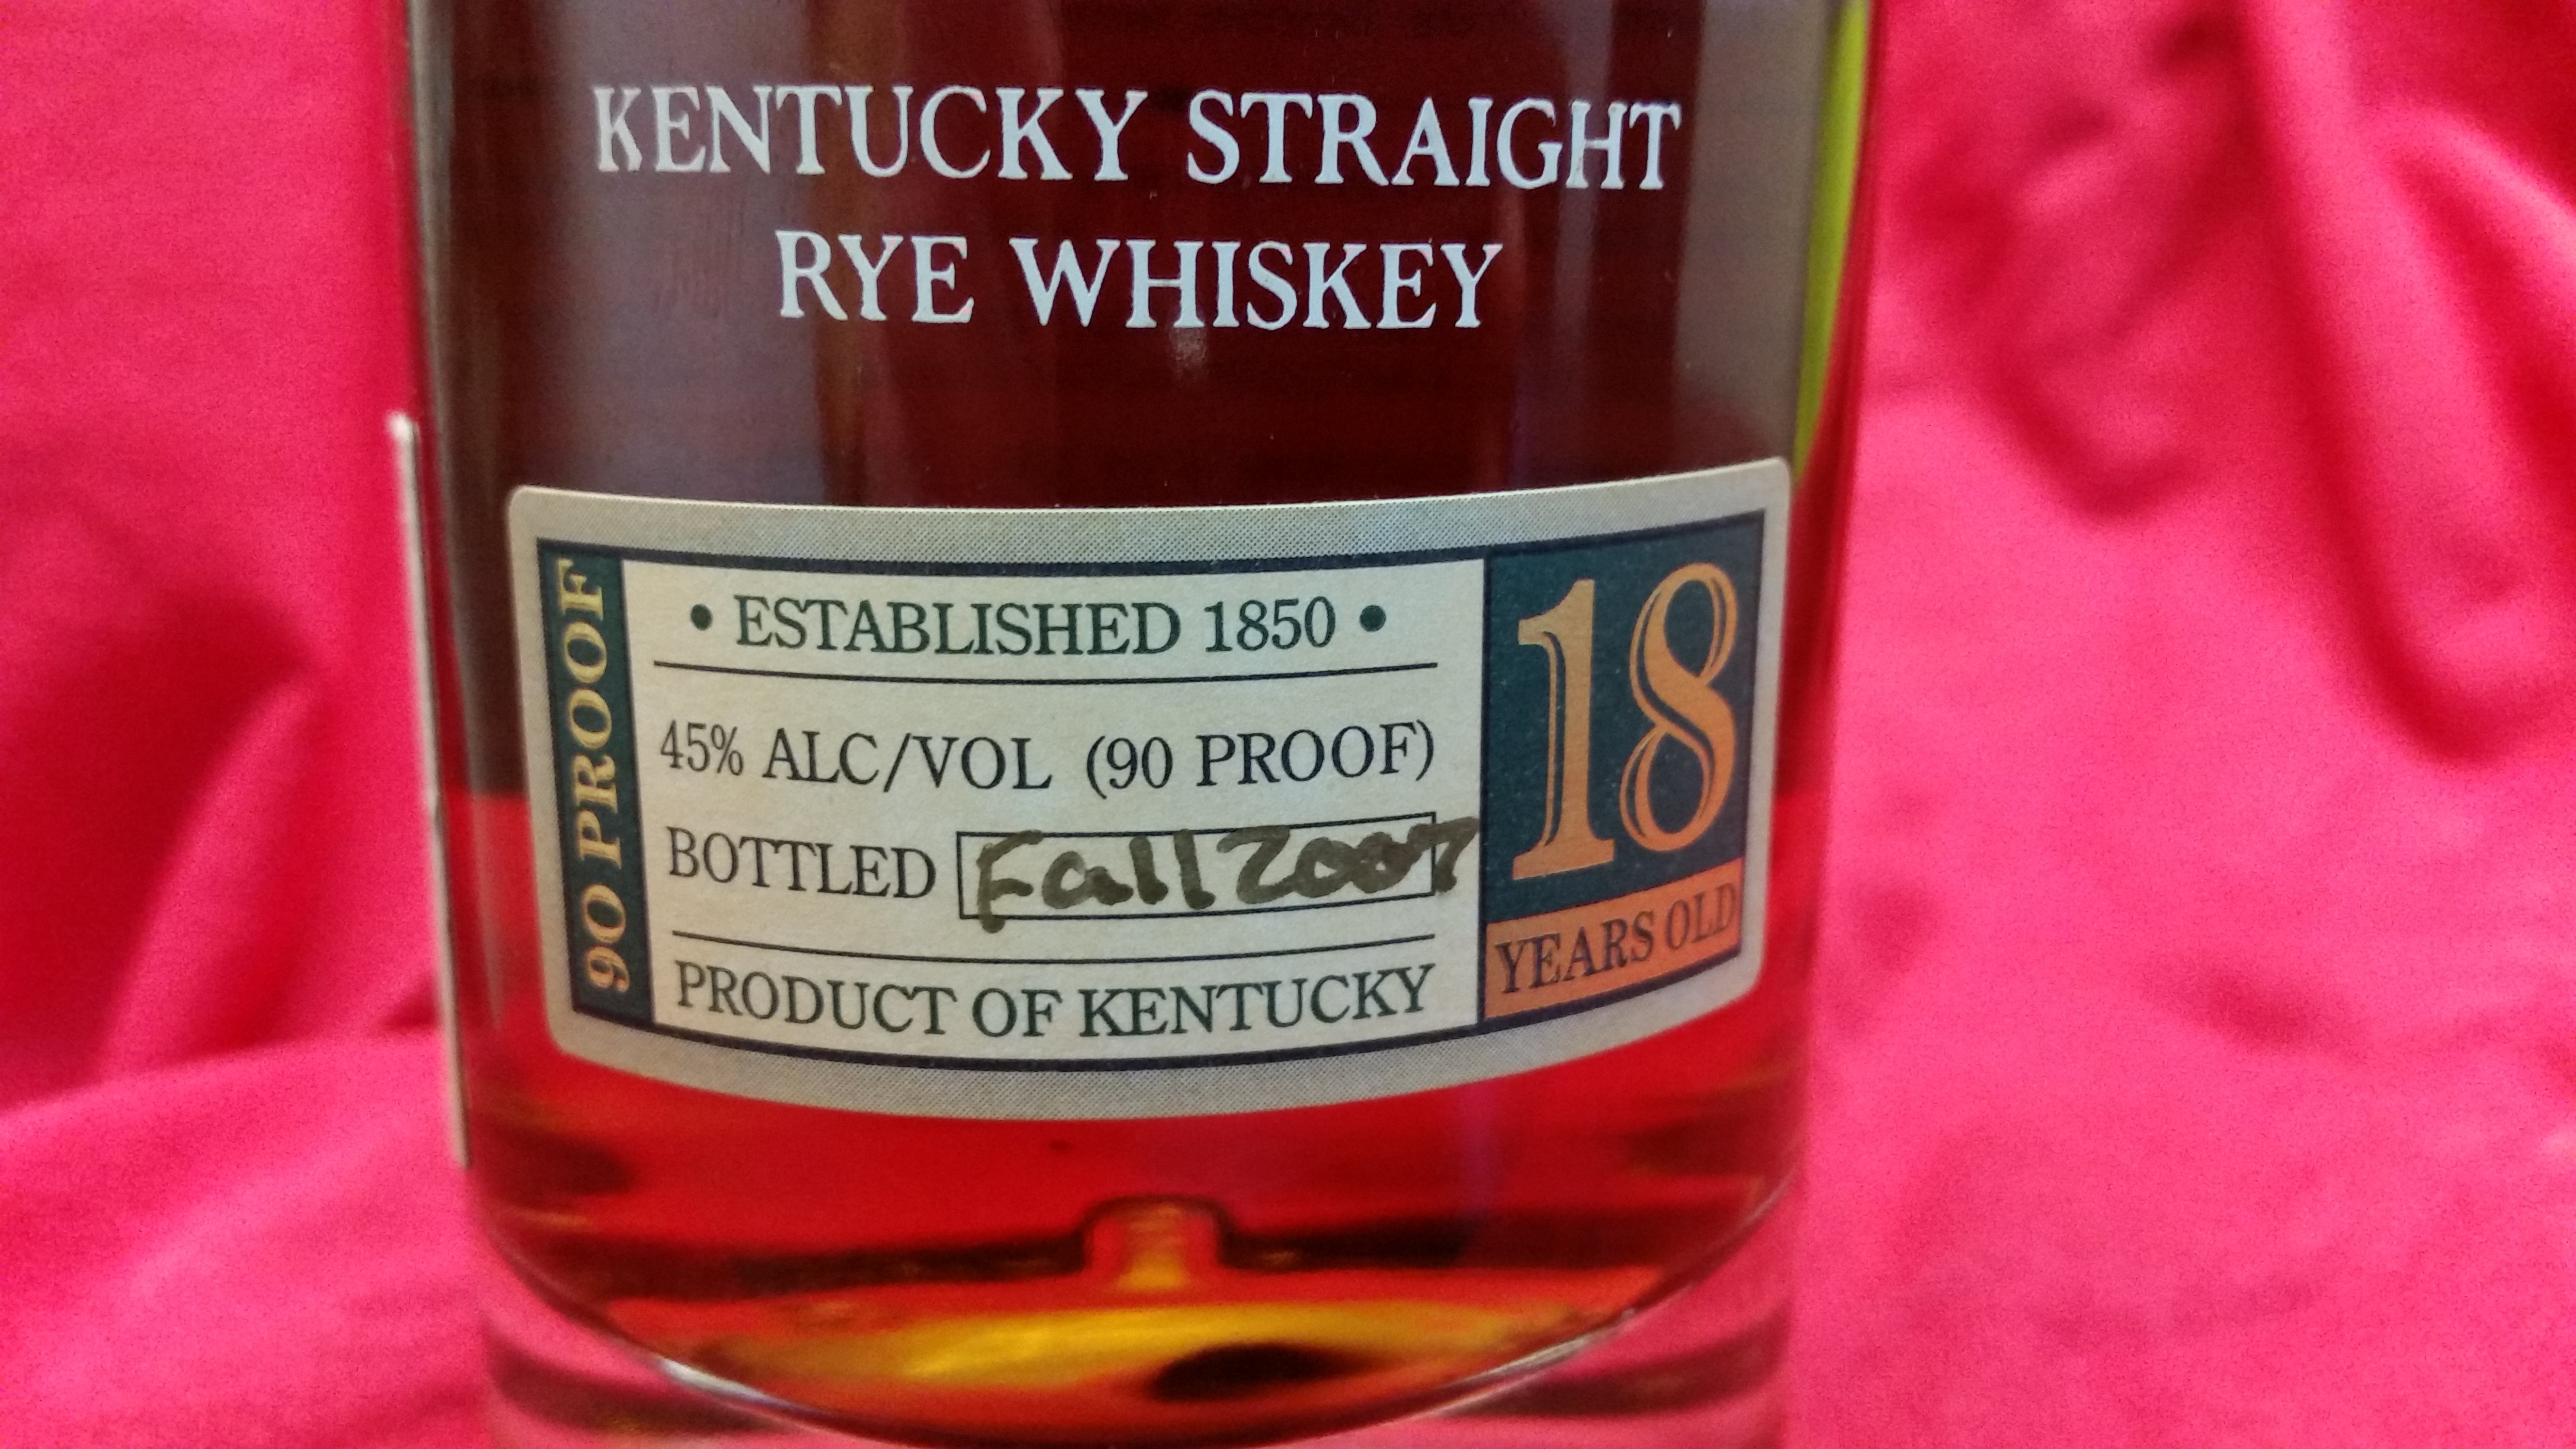 KENTUCKY STRAIGHT
RYE WHISKEY
90 PROOF
• ESTABLISHED 1850 •
45% ALC/VOL (90 PROOF)
BOTTLED Fall 2007
PRODUCT OF KENTUCKY
18
YEARS OLD